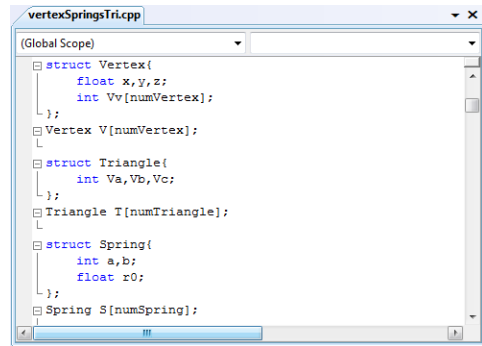 vertexSpringsTri.cpp
(Global Scope)
struct Vertex{
float x,y,z;
int Vv[numVertex];
};
Vertex V[numVertex];
struct Triangle{
int Va,Vb,Vc;
};
Triangle T[numTriangle];
struct Spring{
int a,b;
float r0;
};
Spring S[numSpring];